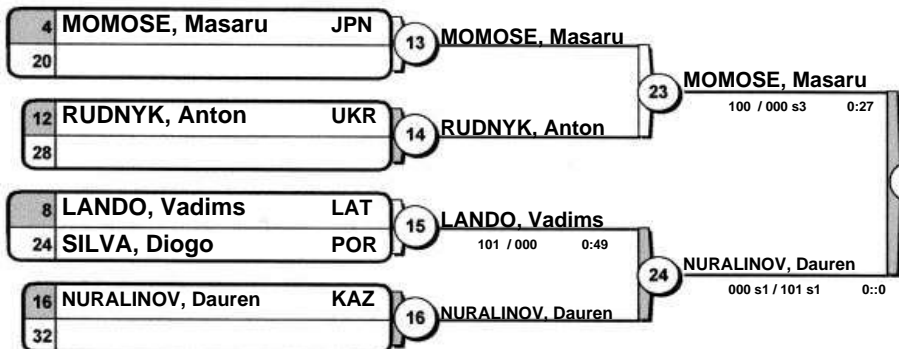 4 MOMOSE, Masaru JPN
20
13
MOMOSE, Masaru
12 RUDNYK, Anton UKR
28
14
RUDNYK, Anton
23
MOMOSE, Masaru
100 / 000 s3 0:27
8 LANDO, Vadims LAT
24 SILVA, Diogo POR
15
LANDO, Vadims
101 / 000 0:49
16 NURALINOV, Dauren KAZ
32
16
NURALINOV, Dauren
24
NURALINOV, Dauren
000 s1 / 101 s1 0::0